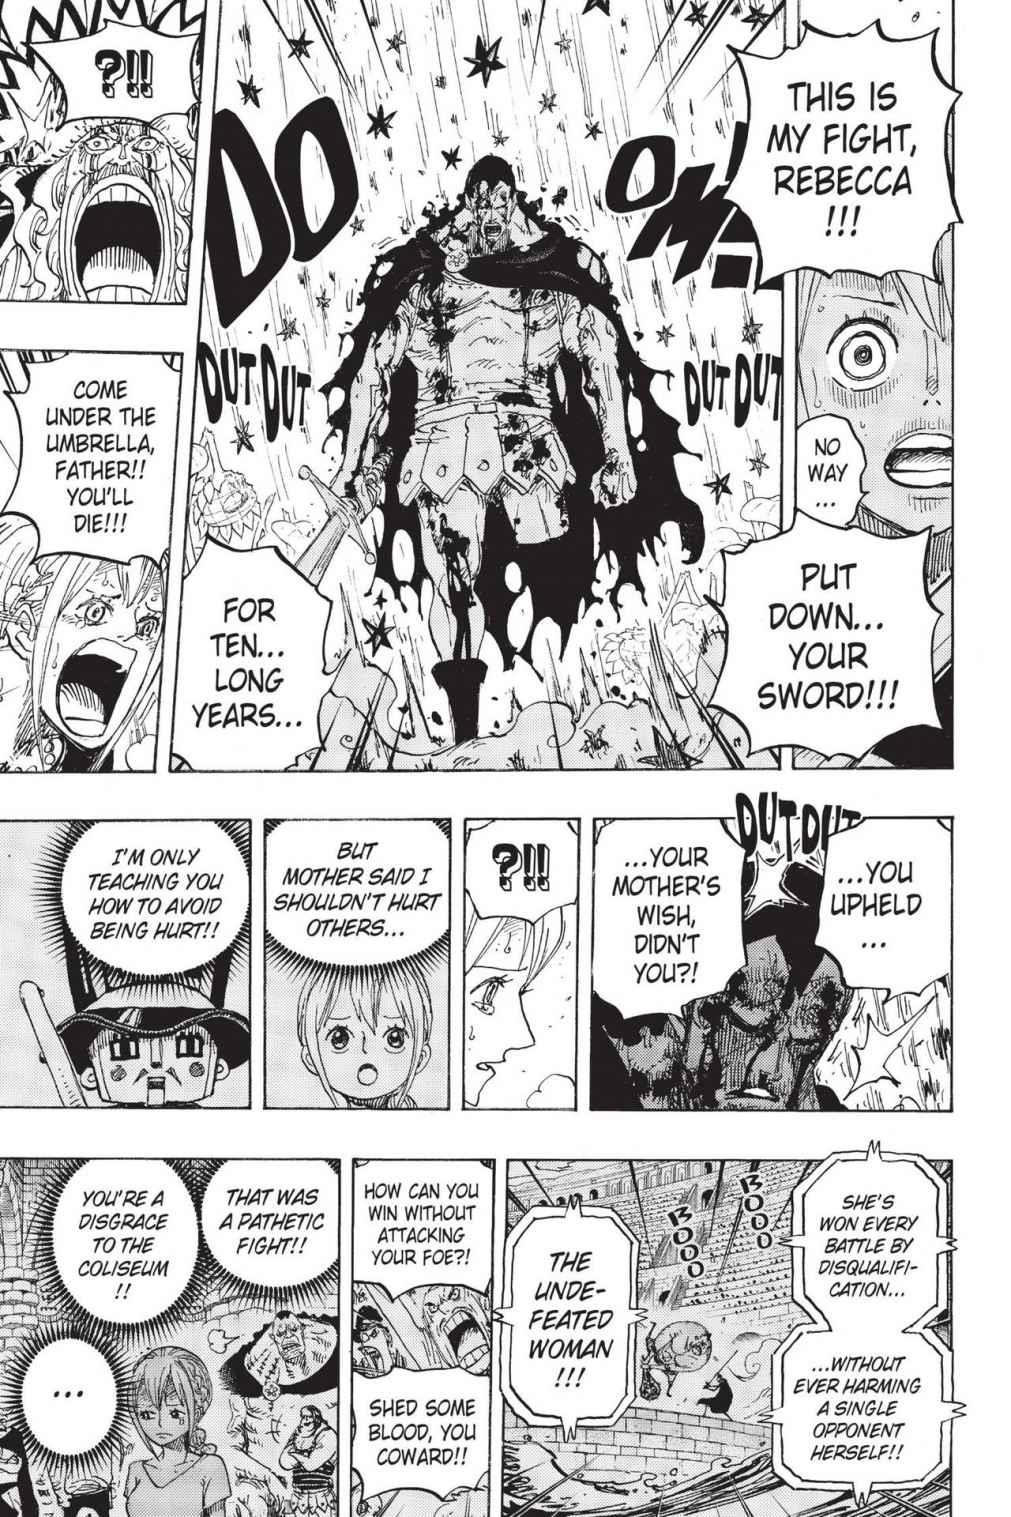 THIS IS
MY FIGHT,
REBECCA
!!!
NO
WAY
...
PUT
DOWN...
YOUR
SWORD!!!
DO
OM!
DUT DUT
DUT DUT
FOR
TEN...
LONG
YEARS...
?!!
COME
UNDER THE
UMBRELLA,
FATHER!!
YOU'LL
DIE!!!
DUT DUT
...YOU
UPHELD
...
...YOUR
MOTHER'S
WISH,
DIDN'T
YOU?!
?!!
BUT
MOTHER SAID I
SHOULDN'T HURT
OTHERS...
I'M ONLY
TEACHING YOU
HOW TO AVOID
BEING HURT!!
SHE'S
WON EVERY
BATTLE BY
DISQUALIFI-
CATION...
...WITHOUT
EVER HARMING
A SINGLE
OPPONENT
HERSELF!!
BOOO
BOOO
THE
UNDE-
FEATED
WOMAN
!!!
HOW CAN YOU
WIN WITHOUT
ATTACKING
YOUR FOE?!
SHED SOME
BLOOD, YOU
COWARD!!
THAT WAS
A PATHETIC
FIGHT!!
YOU'RE A
DISGRACE
TO THE
COLISEUM
!!
...